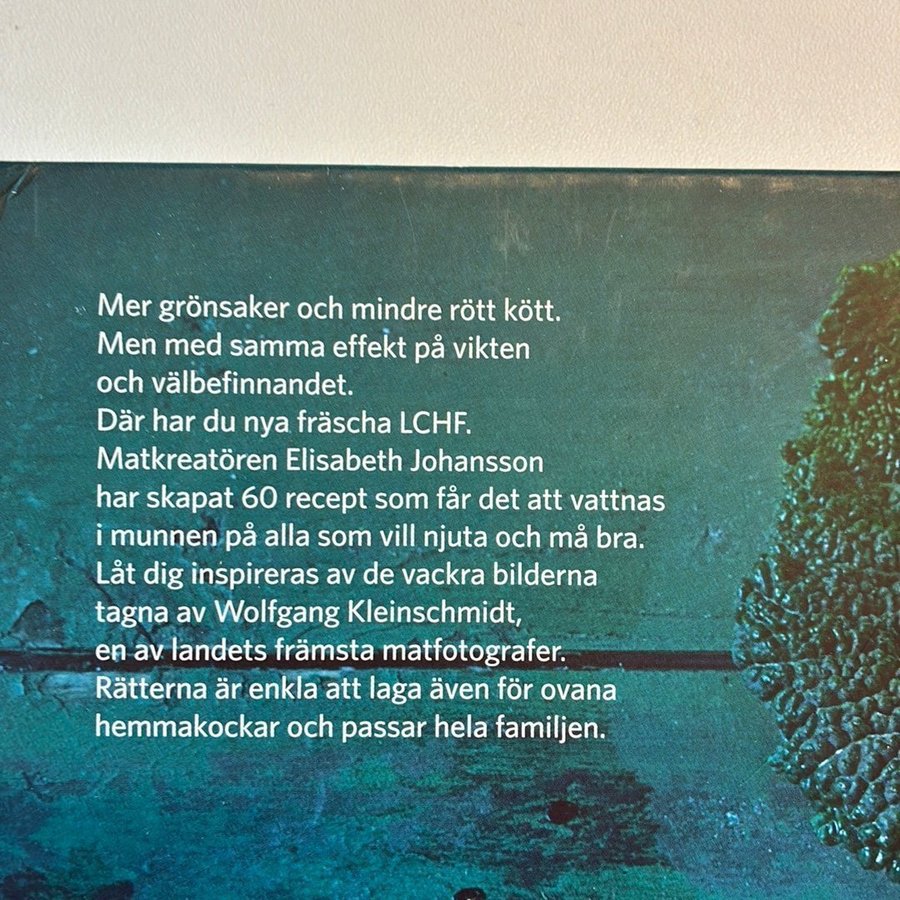 Mer grönsaker och mindre rött kött.
Men med samma effekt på vikten
och välbefinnandet.
Där har du nya fräscha LCHF.
Matkreatören Elisabeth Johansson
har skapat 60 recept som får det att vattnas
i munnen på alla som vill njuta och må bra.
Låt dig inspireras av de vackra bilderna
tagna av Wolfgang Kleinschmidt,
en av landets främsta matfotografer.
Rätterna är enkla att laga även för ovana
hemmakockar och passar hela familjen.